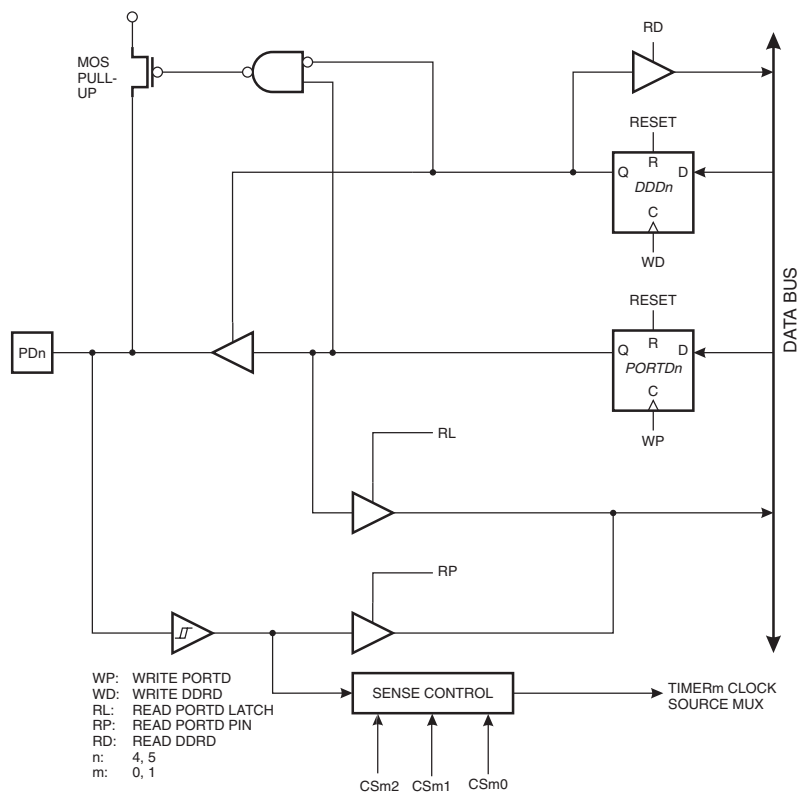 RD
MOS
PULL-
UP
RESET
R
Q
D
DDDn
C
WD
RESET
R
Q
D
PORTDn
C
WP
DATA BUS
PDn
RL
RP
WP: WRITE PORTD
WD: WRITE DDRD
RL: READ PORTD LATCH
RP: READ PORTD PIN
RD: READ DDRD
n: 4, 5
m: 0, 1
SENSE CONTROL
TIMERm CLOCK
SOURCE MUX
CSm2
CSm1
CSm0